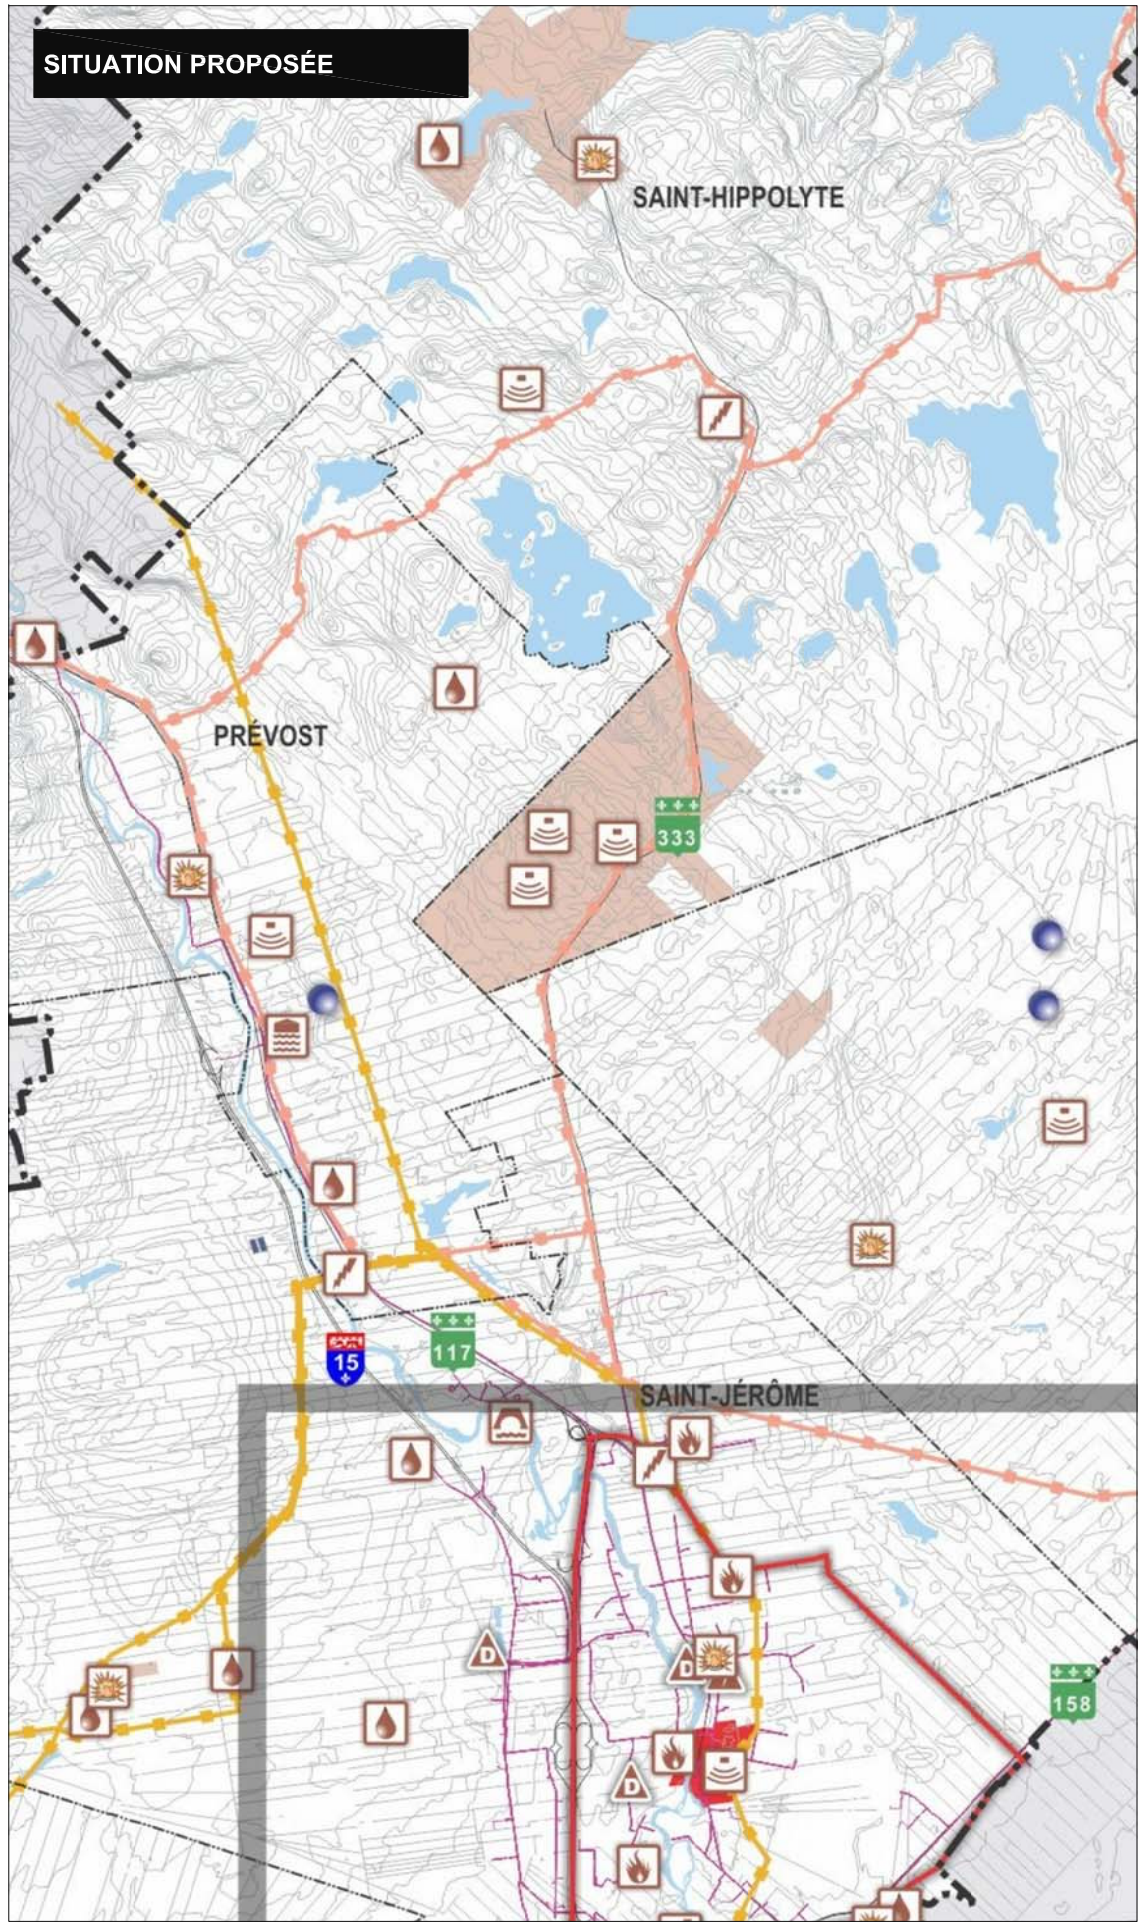 SITUATION PROPOSÉE
SAINT-HIPPOLYTE
PRÉVOST
333
117
15
SAINT-JÉRÔME
D
D
158
D